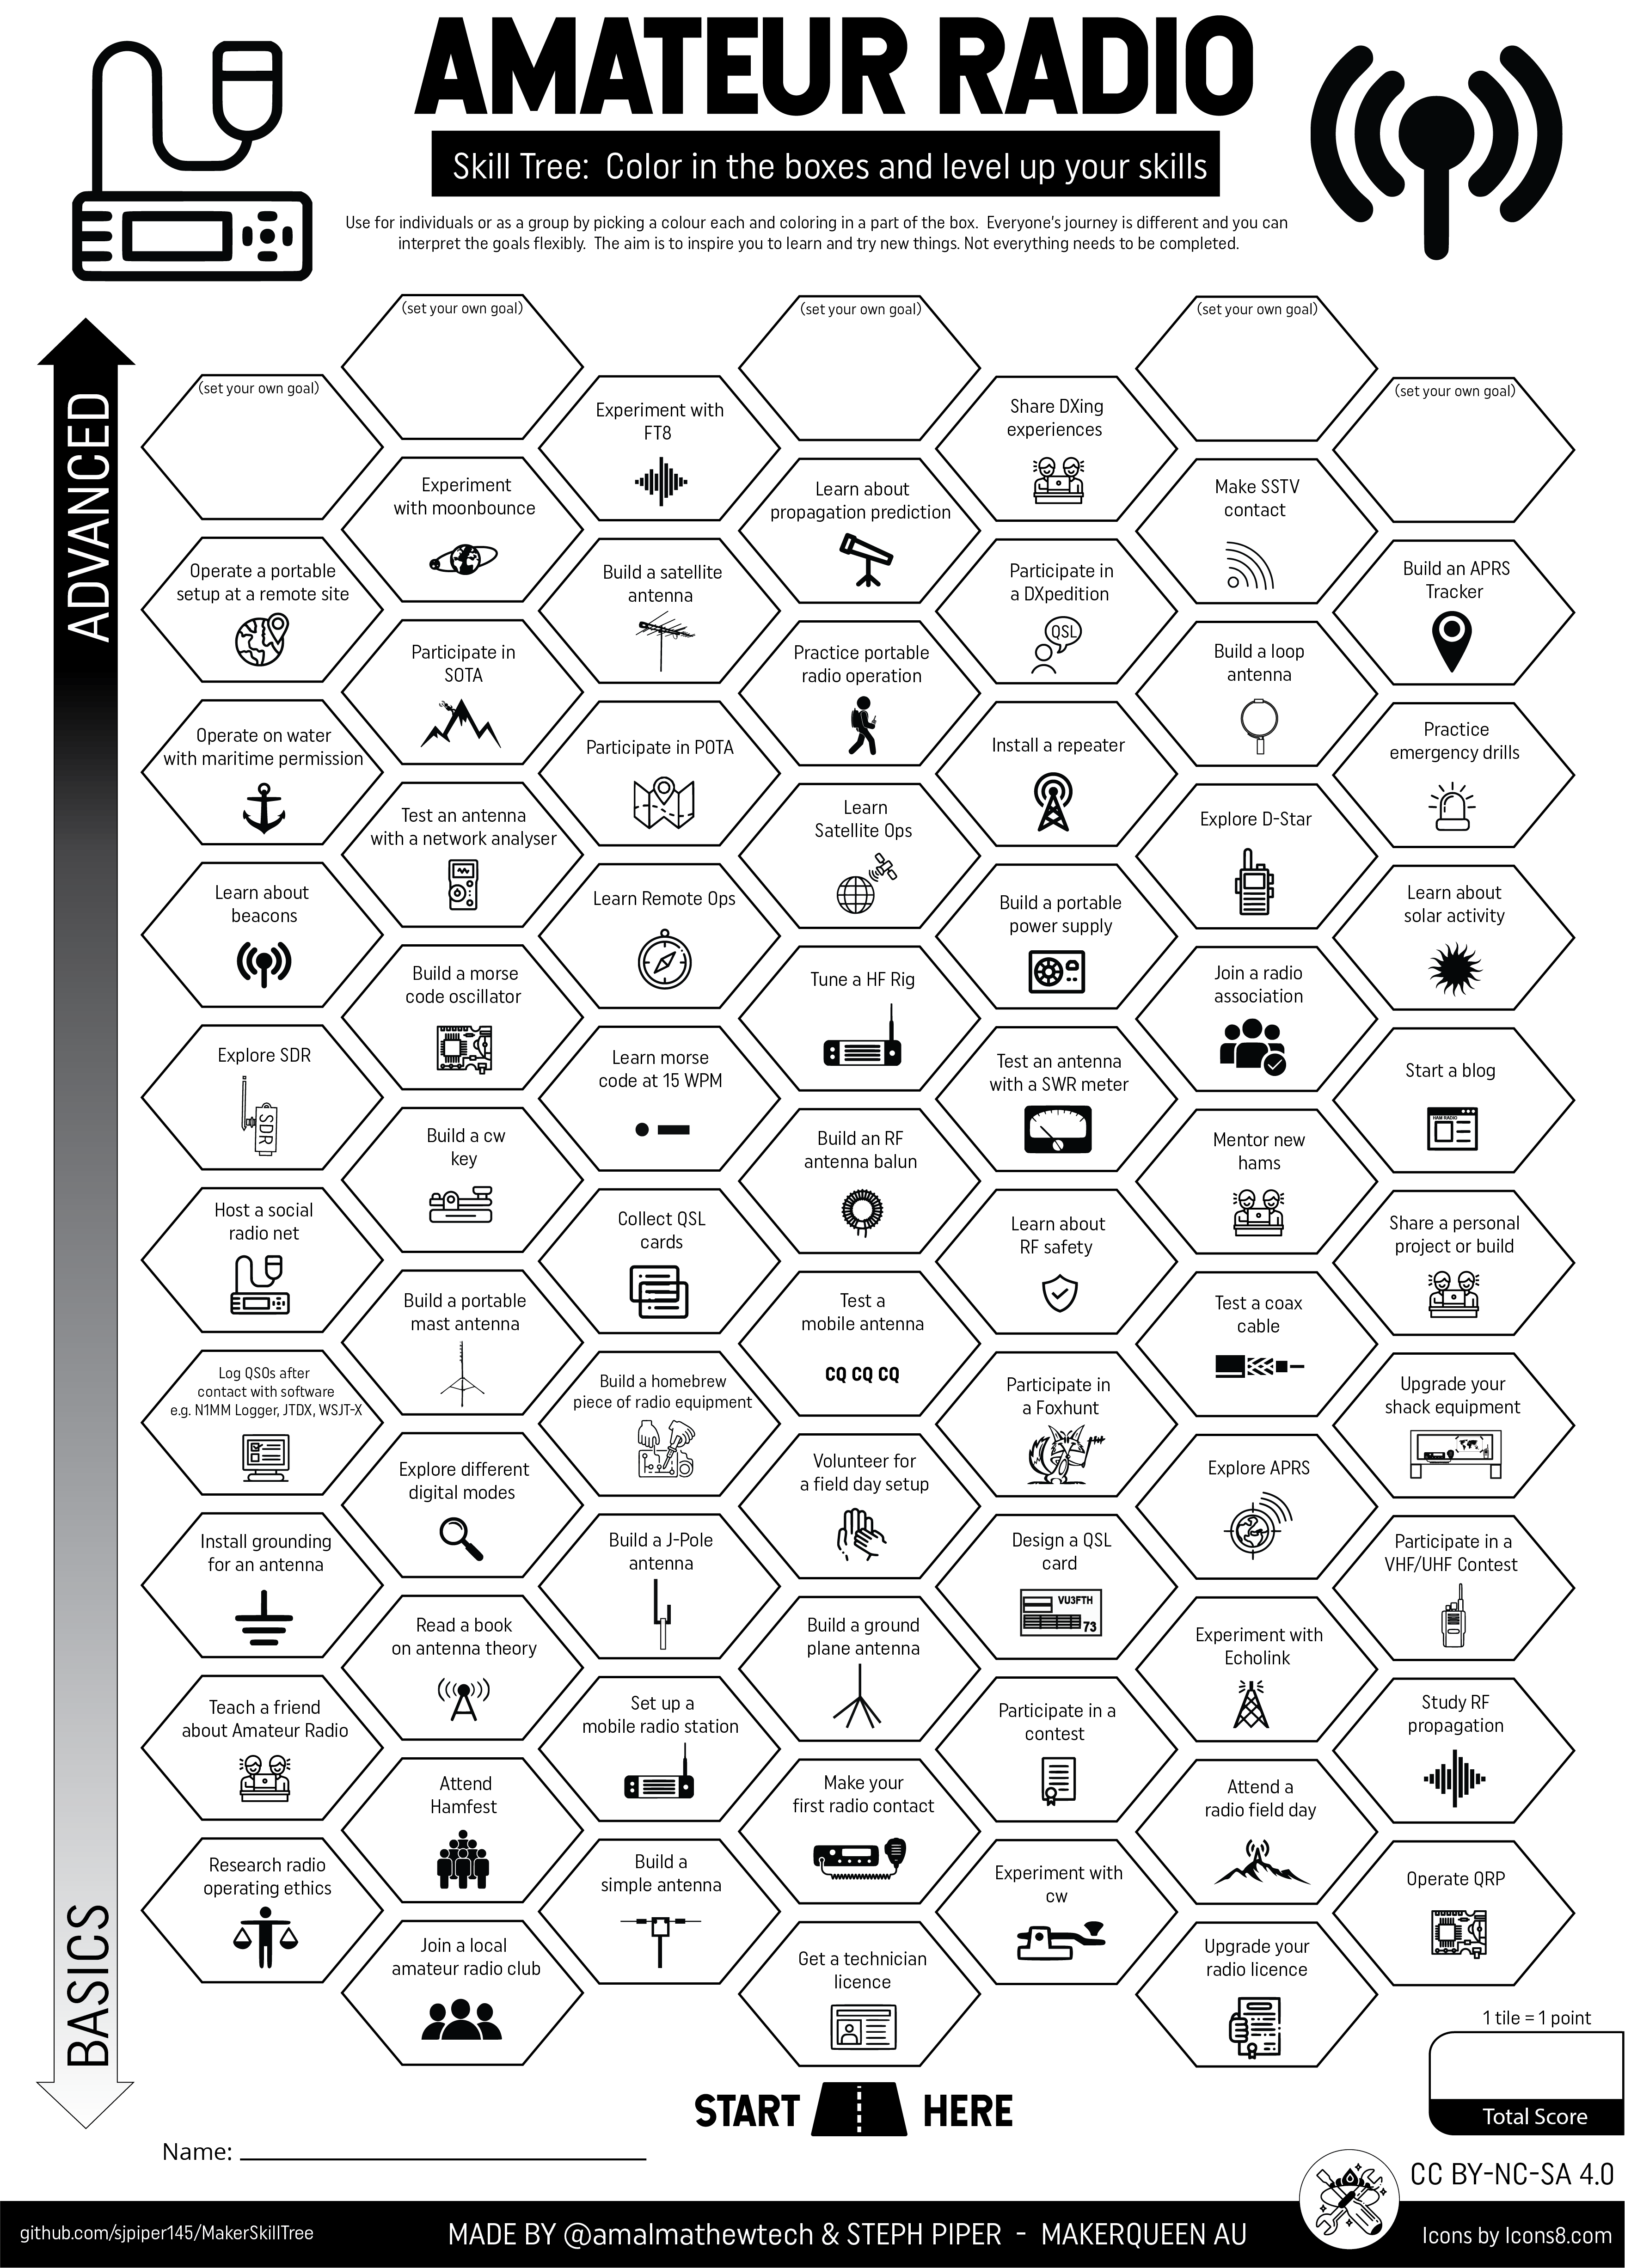 AMATEUR RADIO
Skill Tree:  Color in the boxes and level up your skills
Use for individuals or as a group by picking a colour each and coloring in a part of the box.  Everyone's journey is different and you can
interpret the goals flexibly.  The aim is to inspire you to learn and try new things. Not everything needs to be completed.
ADVANCED
(set your own goal)
(set your own goal)
(set your own goal)
(set your own goal)
(set your own goal)
Experiment with
FT8
Share DXing
experiences
Experiment
with moonbounce
Learn about
propagation prediction
Make SSTV
contact
Operate a portable
setup at a remote site
Build a satellite
antenna
Participate in
a DXpedition
QSL
Build an APRS
Tracker
Participate in
SOTA
Practice portable
radio operation
Build a loop
antenna
Operate on water
with maritime permission
Participate in POTA
Install a repeater
Practice
emergency drills
Test an antenna
with a network analyser
Learn
Satellite Ops
Explore D-Star
Learn about
beacons
Learn Remote Ops
Build a portable
power supply
Learn about
solar activity
Build a morse
code oscillator
Tune a HF Rig
Join a radio
association
Explore SDR
SDR
Learn morse
code at 15 WPM
Test an antenna
with a SWR meter
Start a blog
HAM RADIO
Build a cw
key
Build an RF
antenna balun
Mentor new
hams
Host a social
radio net
Collect QSL
cards
Learn about
RF safety
Share a personal
project or build
Build a portable
mast antenna
Test a
mobile antenna
CQ CQ CQ
Test a coax
cable
Log QSOs after
contact with software
e.g. N1MM Logger, JTDX, WSJT-X
Build a homebrew
piece of radio equipment
Participate in
a Foxhunt
Upgrade your
shack equipment
Explore different
digital modes
Volunteer for
a field day setup
Explore APRS
Install grounding
for an antenna
Build a J-Pole
antenna
Design a QSL
card
VU3FTH
73
Participate in a
VHF/UHF Contest
Read a book
on antenna theory
Build a ground
plane antenna
Experiment with
Echolink
Teach a friend
about Amateur Radio
Set up a
mobile radio station
Participate in a
contest
Study RF
propagation
Attend
Hamfest
Make your
first radio contact
Attend a
radio field day
Research radio
operating ethics
Build a
simple antenna
Experiment with
cw
Operate QRP
Join a local
amateur radio club
Get a technician
licence
Upgrade your
radio licence
BASICS
1 tile = 1 point
Total Score
START HERE
Name:
CC BY-NC-SA 4.0
github.com/sjpiper145/MakerSkillTree
MADE BY @amalmathewtech & STEPH PIPER  -  MAKERQUEEN AU
Icons by Icons8.com